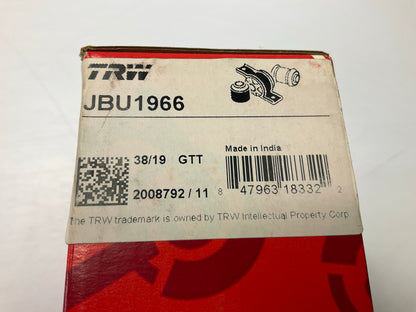 TRW
JBU1966
Made in India
38/19 GTT
2008792 / 11
8 47963 18332 2
The TRW trademark is owned by TRW Intellectual Property Corp